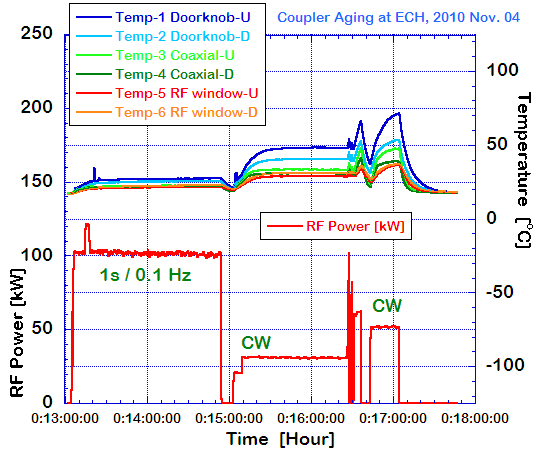 Coupler Aging at ECH, 2010 Nov. 04
Temp-1 Doorknob-U
Temp-2 Doorknob-D
Temp-3 Coaxial-U
Temp-4 Coaxial-D
Temp-5 RF window-U
Temp-6 RF window-D
250
200
150
100
50
0
RF Power [kW]
100
50
0
-50
-100
Temperature [°C]
RF Power [kW]
1s / 0.1 Hz
CW
CW
0:13:00:00 0:14:00:00 0:15:00:00 0:16:00:00 0:17:00:00 0:18:00:00
Time [Hour]